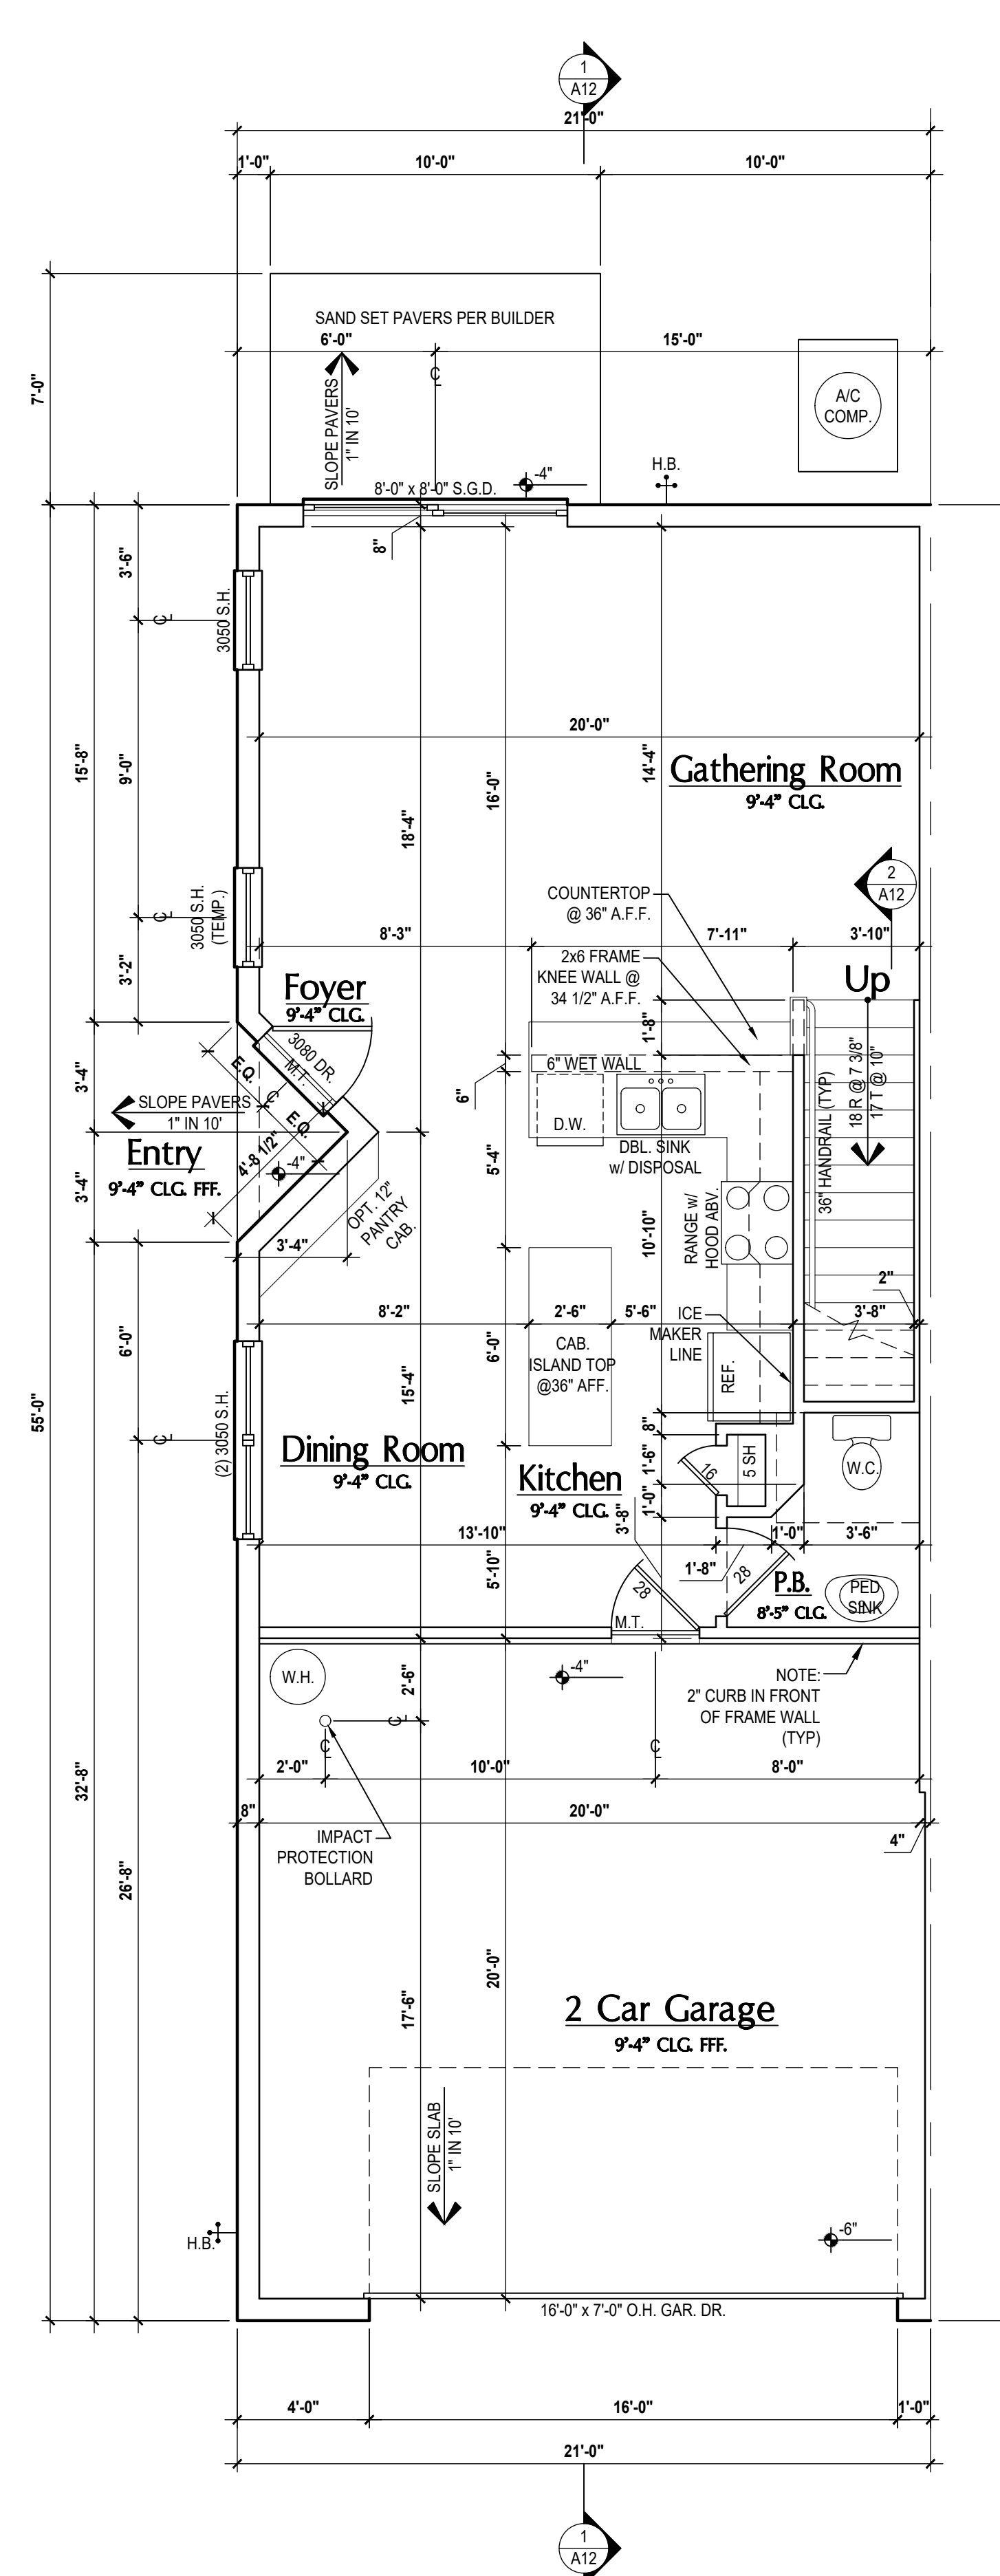 1
A12
21'-0"
1'-0"
10'-0"
10'-0"
SAND SET PAVERS PER BUILDER
6'-0"
15'-0"
7'-0"
SLOPE PAVERS
1" IN 10'
A/C
COMP.
-4"
H.B.
8'-0" x 8'-0" S.G.D.
8"
3'-6"
3050 S.H.
20'-0"
15'-8"
9'-0"
18'-4"
16'-0"
14'-4"
Gathering Room
9'-4" CLG.
2
A12
COUNTERTOP
@ 36" A.F.F.
3050 S.H.
(TEMP.)
8'-3"
7'-11"
3'-10"
2x6 FRAME
KNEE WALL @
34 1/2" A.F.F.
3'-2"
Foyer
9'-4" CLG.
Up
1'-8"
3080 DR.
M.T.
E.Q.
E.Q.
6" WET WALL
6"
3'-4"
SLOPE PAVERS
1" IN 10'
D.W.
DBL. SINK
w/ DISPOSAL
36" HANDRAIL (TYP)
18 R @ 7 3/8"
17 T @ 10"
Entry
9'-4" CLG. FFF.
4'-8 1/2"
-4"
5'-4"
3'-4"
OPT. 12"
PANTRY
CAB.
RANGE w/
HOOD ABV.
10'-10"
3'-4"
2"
8'-2"
2'-6"
5'-6"
ICE
MAKER
LINE
3'-8"
6'-0"
6'-0"
CAB.
ISLAND TOP
@36" AFF.
REF.
15'-4"
55'-0"
(2) 3050 S.H.
8"
Dining Room
9'-4" CLG.
Kitchen
9'-4" CLG.
1'-6"
16
5 SH
W.C.
1'-0"
3'-8"
13'-10"
1'-0"
3'-6"
1'-8"
5'-10"
28
28
P.B.
8'-5" CLG.
PED
SINK
M.T.
W.H.
2'-6"
-4"
NOTE:
2" CURB IN FRONT
OF FRAME WALL
(TYP)
2'-0"
10'-0"
8'-0"
32'-8"
8"
20'-0"
4"
IMPACT
PROTECTION
BOLLARD
26'-8"
17'-6"
20'-0"
2 Car Garage
9'-4" CLG. FFF.
SLOPE SLAB
1" IN 10'
H.B.
-6"
16'-0" x 7'-0" O.H. GAR. DR.
4'-0"
16'-0"
1'-0"
21'-0"
1
A12